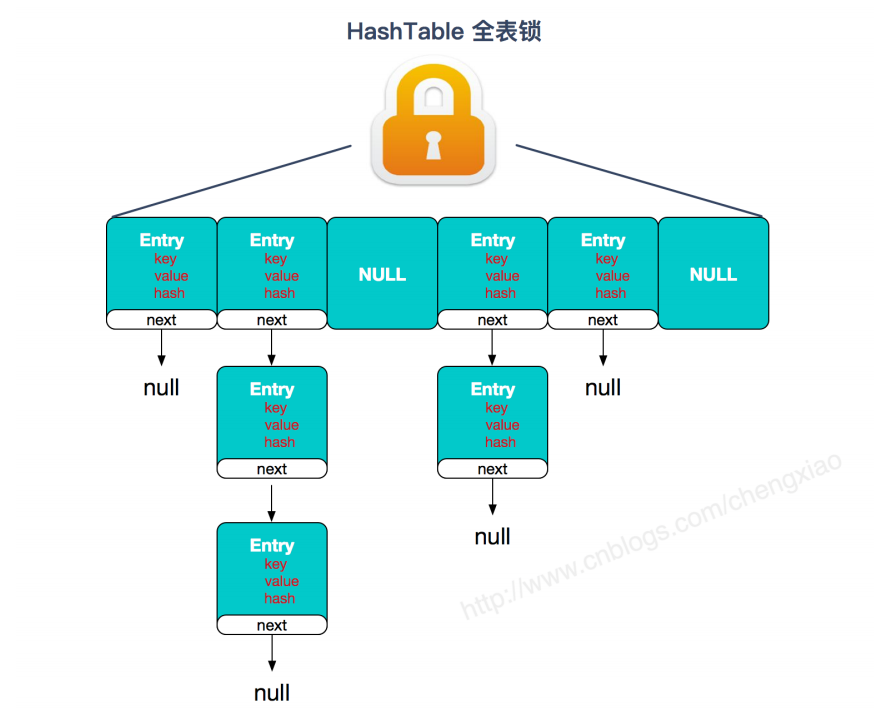 HashTable 全表锁
Entry
key
value
hash
next
Entry
key
value
hash
next
NULL
Entry
key
value
hash
next
Entry
key
value
hash
next
NULL
null
Entry
key
value
hash
next
Entry
key
value
hash
next
null
Entry
key
value
hash
next
null
null
http://www.cnblogs.com/chengxiao